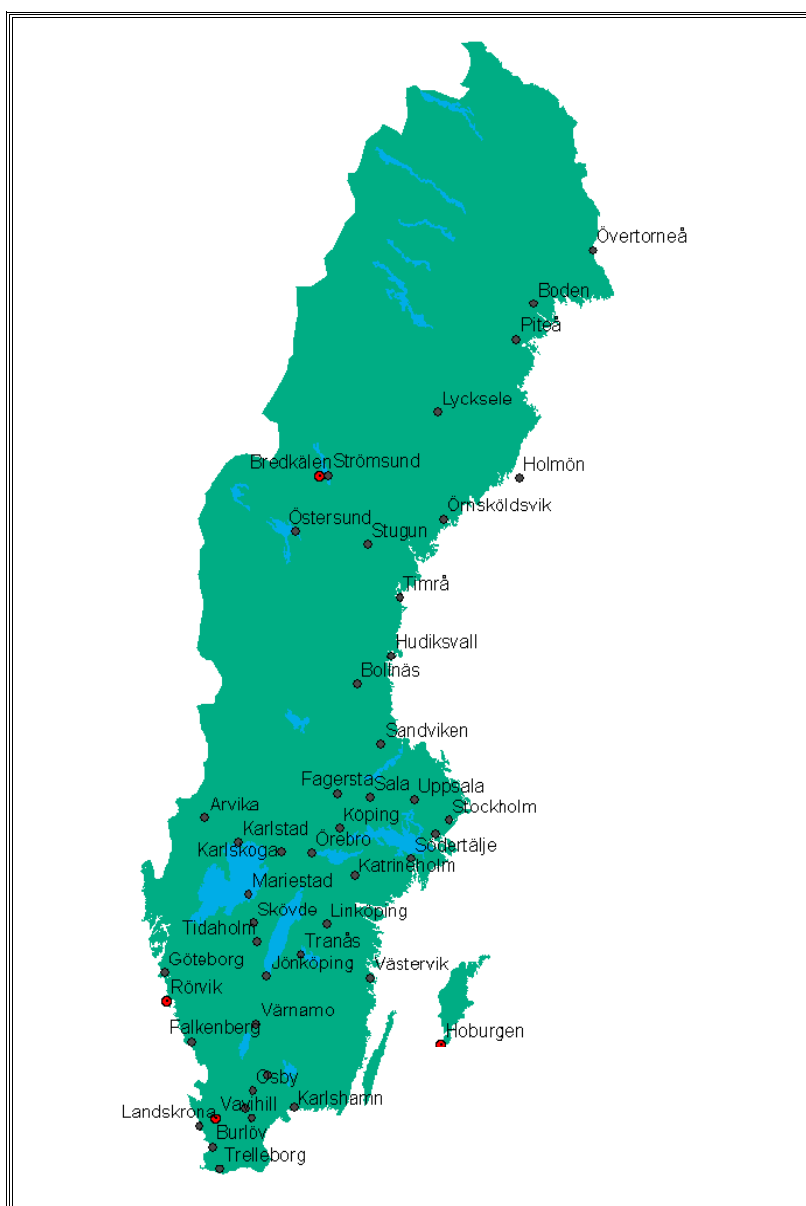 Övertorneå
Boden
Piteå
Lycksele
Bredkälen
Strömsund
Holmön
Örnsköldsvik
Östersund
Stugun
Timrå
Hudiksvall
Bollnäs
Sandviken
Fagersta
Sala
Uppsala
Arvika
Stockholm
Köping
Karlstad
Karlskoga
Örebro
Södertälje
Katrineholm
Mariestad
Skövde
Linköping
Tidaholm
Tranås
Göteborg
Jönköping
Västervik
Rörvik
Värnamo
Falkenberg
Hoburgen
Osby
Landskrona
Vavihill
Karlshamn
Burlöv
Trelleborg